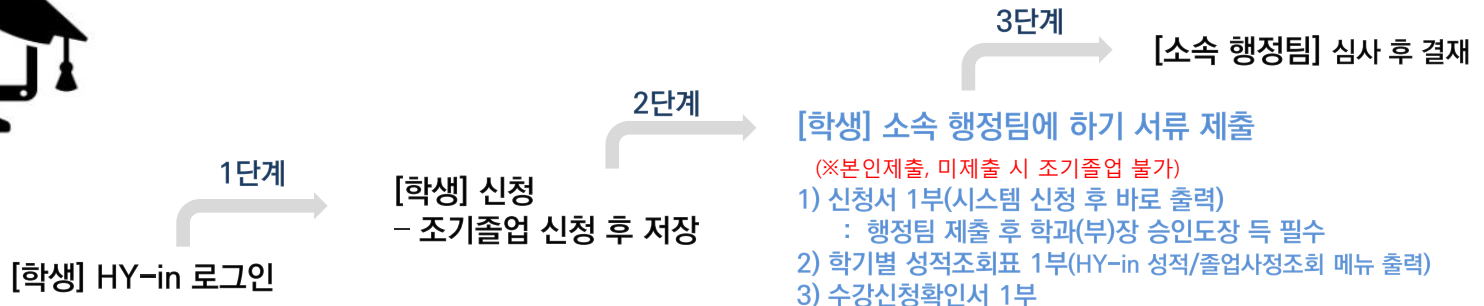 [학생] HY-in 로그인
1단계
[학생] 신청
- 조기졸업 신청 후 저장
2단계
[학생] 소속 행정팀에 하기 서류 제출
(※본인제출, 미제출 시 조기졸업 불가)
1) 신청서 1부(시스템 신청 후 바로 출력)
: 행정팀 제출 후 학과(부)장 승인도장 득 필수
2) 학기별 성적조회표 1부(HY-in 성적/졸업사정조회 메뉴 출력)
3) 수강신청확인서 1부
3단계
[소속 행정팀] 심사 후 결재